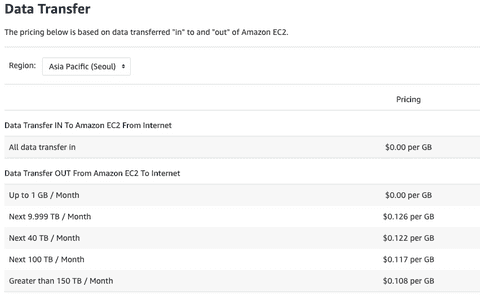 Data Transfer
The pricing below is based on data transferred "in" to and "out" of Amazon EC2.
Region: Asia Pacific (Seoul)
Pricing
Data Transfer IN To Amazon EC2 From Internet
All data transfer in $0.00 per GB
Data Transfer OUT From Amazon EC2 To Internet
Up to 1 GB / Month $0.00 per GB
Next 9.999 TB / Month $0.126 per GB
Next 40 TB / Month $0.122 per GB
Next 100 TB / Month $0.117 per GB
Greater than 150 TB / Month $0.108 per GB